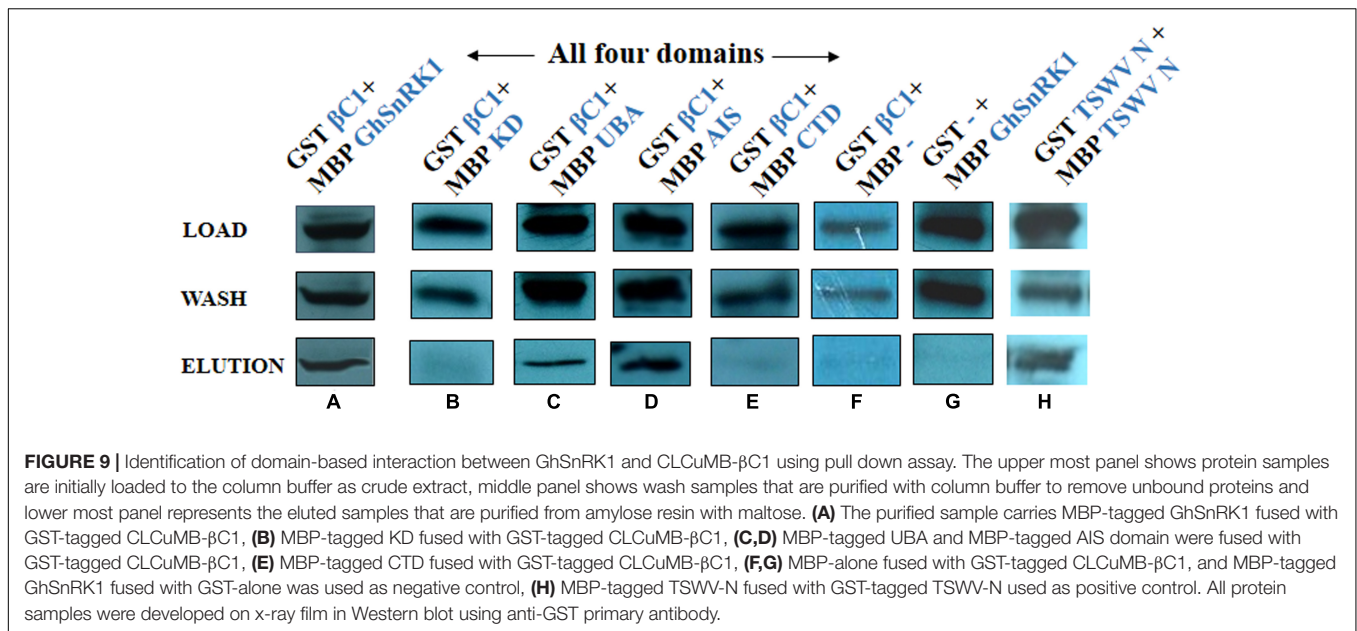 All four domains
GST βC1 ×
MBP GhSnRK1
GST βC1 ×
MBP KD
GST βC1 ×
MBP UBA
GST βC1 ×
MBP AIS
GST βC1 ×
MBP CTD
GST βC1 ×
MBP -
GST - ×
MBP GhSnRK1
GST TSWV N ×
MBP TSWV N
LOAD
WASH
ELUTION
A B C D E F G H
FIGURE 9 | Identification of domain-based interaction between GhSnRK1 and CLCuMB-βC1 using pull down assay. The upper most panel shows protein samples
are initially loaded to the column buffer as crude extract, middle panel shows wash samples that are purified with column buffer to remove unbound proteins and
lower most panel represents the eluted samples that are purified from amylose resin with maltose. (A) The purified sample carries MBP-tagged GhSnRK1 fused with
GST-tagged CLCuMB-βC1, (B) MBP-tagged KD fused with GST-tagged CLCuMB-βC1, (C,D) MBP-tagged UBA and MBP-tagged AIS domain were fused with
GST-tagged CLCuMB-βC1, (E) MBP-tagged CTD fused with GST-tagged CLCuMB-βC1, (F,G) MBP-alone fused with GST-tagged CLCuMB-βC1, and MBP-tagged
GhSnRK1 fused with GST-alone was used as negative control, (H) MBP-tagged TSWV-N fused with GST-tagged TSWV-N used as positive control. All protein
samples were developed on x-ray film in Western blot using anti-GST primary antibody.